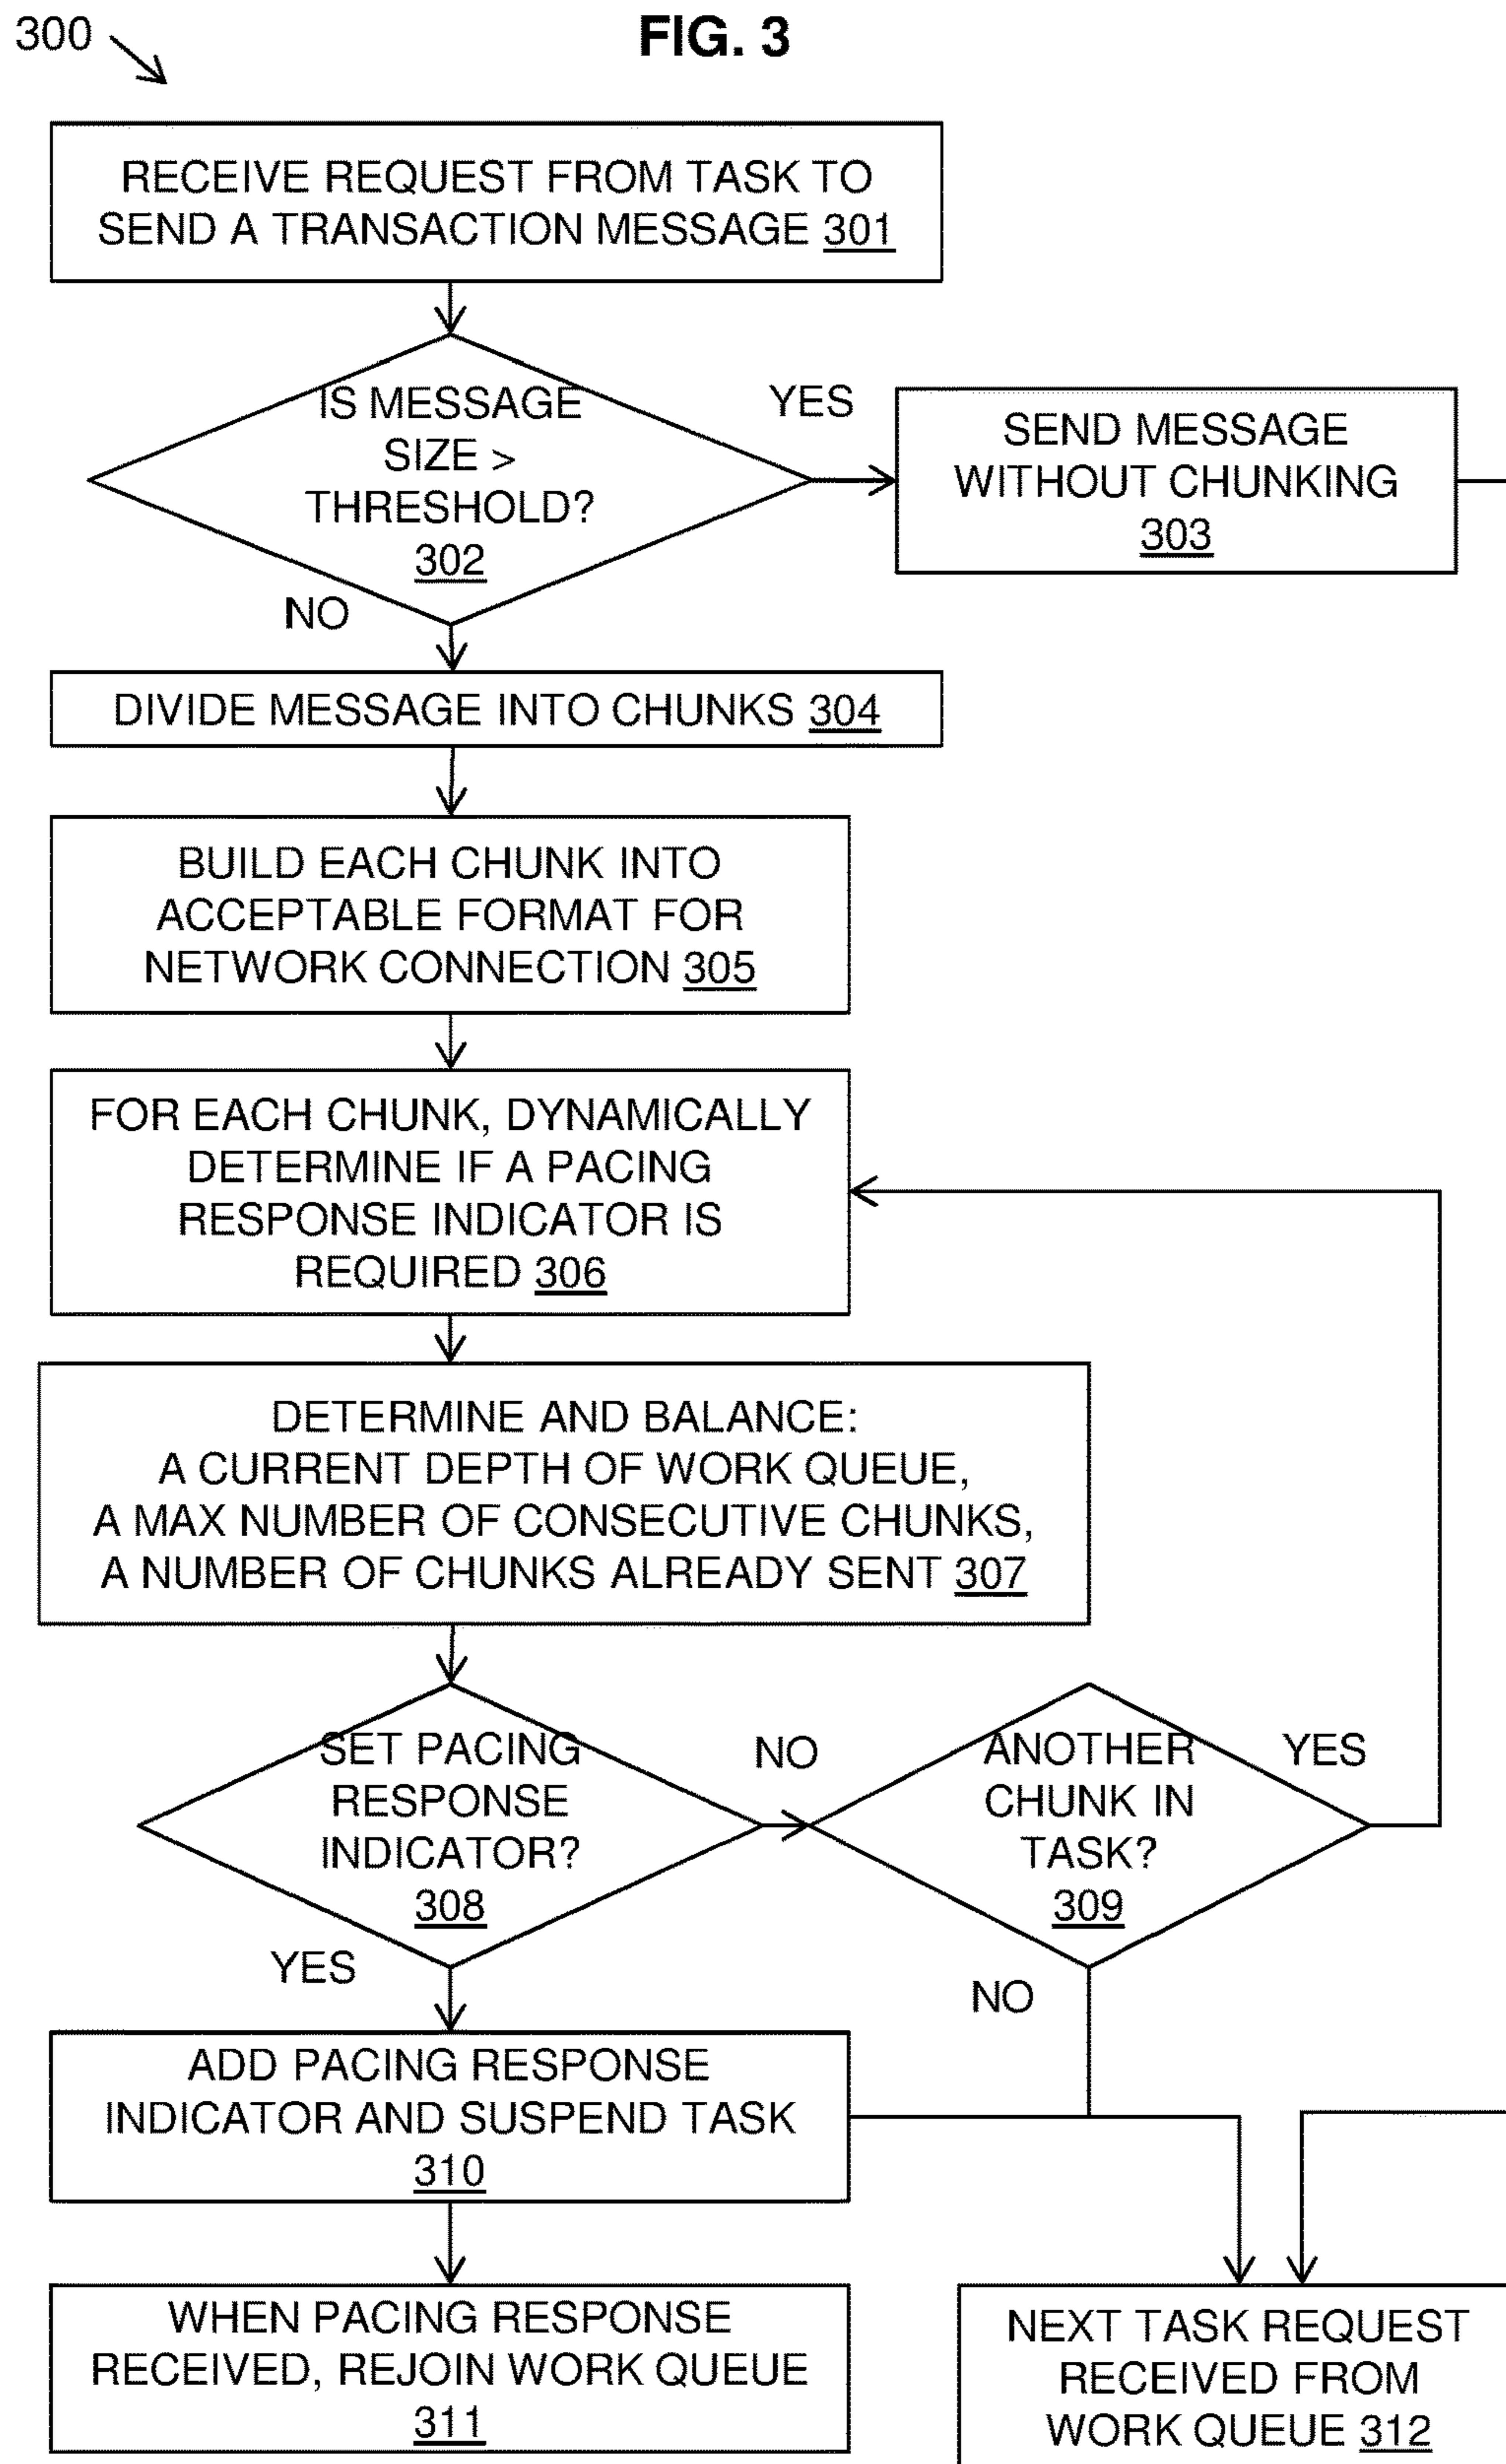 300
FIG. 3
RECEIVE REQUEST FROM TASK TO
SEND A TRANSACTION MESSAGE 301
IS MESSAGE
SIZE >
THRESHOLD?
302
YES
SEND MESSAGE
WITHOUT CHUNKING
303
NO
DIVIDE MESSAGE INTO CHUNKS 304
BUILD EACH CHUNK INTO
ACCEPTABLE FORMAT FOR
NETWORK CONNECTION 305
FOR EACH CHUNK, DYNAMICALLY
DETERMINE IF A PACING
RESPONSE INDICATOR IS
REQUIRED 306
DETERMINE AND BALANCE:
A CURRENT DEPTH OF WORK QUEUE,
A MAX NUMBER OF CONSECUTIVE CHUNKS,
A NUMBER OF CHUNKS ALREADY SENT 307
SET PACING
RESPONSE
INDICATOR?
308
NO
ANOTHER
CHUNK IN
TASK?
309
YES
YES
NO
ADD PACING RESPONSE
INDICATOR AND SUSPEND TASK
310
WHEN PACING RESPONSE
RECEIVED, REJOIN WORK QUEUE
311
NEXT TASK REQUEST
RECEIVED FROM
WORK QUEUE 312